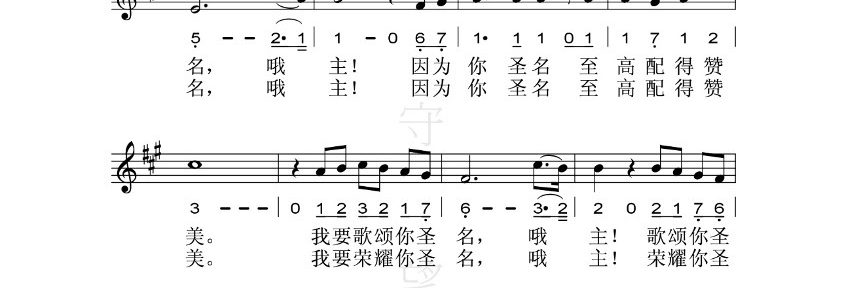 5 - - 2· 1 | 1 - 0 6 7 | 1· 1 1 0 1 | 1 7 1 2
名， 哦 主！ 因为 你 圣名 至 高 配 得 赞
名， 哦 主！ 因为 你 圣名 至 高 配 得 赞
守
3 - - - | 0 1 2 3 2 1 7 | 6 - - 3· 2 | 2 0 2 1 7 6 |
美。 我要歌颂你圣 名， 哦 主！ 歌颂你圣
美。 我要荣耀你圣 名， 哦 主！ 荣耀你圣